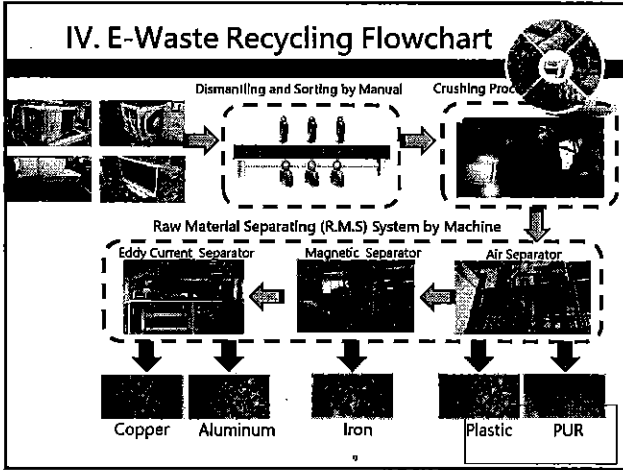 IV. E-Waste Recycling Flowchart
Dismantling and Sorting by Manual
Crushing
Raw Material Separating (R.M.S) System by Machine
Eddy Current Separator
Magnetic Separator
Air Separator
Copper
Aluminum
Iron
Plastic
PUR